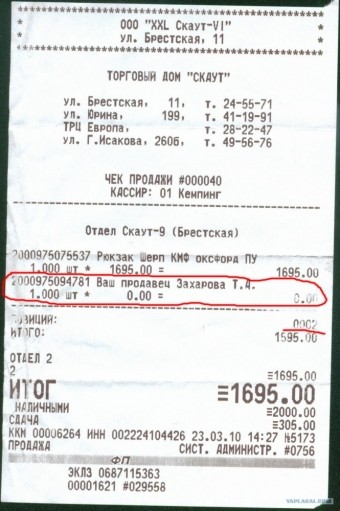 * * * * * * * * * * * * * * * * * * * *
* ООО "XXL Скаут-VI" *
* ул. Брестская, 11 *
* * * * * * * * * * * * * * * * * * * *
ТОРГОВЫЙ ДОМ "СКАУТ"
ул. Брестская, 11, т. 24-55-71
ул. Юрина, 199, т. 41-19-91
ТРЦ Европа, т. 28-22-47
ул. Г.Исакова, 260б, т. 49-56-76
ЧЕК ПРОДАЖИ #000040
КАССИР: 01 Кемпинг
Отдел Скаут-9 (Брестская)
2000975075537 Рюкзак Шерп КМФ оксфорд ПУ
1.000 шт * 1695.00 = 1695.00
2000975094781 Ваш продавец Захарова Т.А.
1.000 шт * 0.00 = 0.00
ПОЗИЦИЙ: 0002
ИТОГО: 1695.00
ОТДЕЛ 2
2 ≡1695.00
ИТОГ ≡1695.00
НАЛИЧНЫМИ ≡2000.00
СДАЧА ≡305.00
ККМ 00006264 ИНН 002224104426 23.03.10 14:27 №5173
ПРОДАЖА СИСТ. АДМИНИСТР. #0756
ФП
ЭКЛЗ 0687115363
00001621 #029558
YAPLAKAL.COM